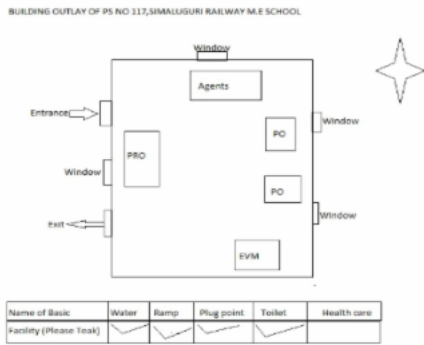 BUILDING OUTLAY OF PS NO 117,SIMALUGURI RAILWAY M.E SCHOOL
Window
Agents
Entrance
PO
Window
PRO
Window
PO
Exit
Window
EVM
Name of Basic Water Ramp Plug point Toilet Health care
Facility (Please Teak)